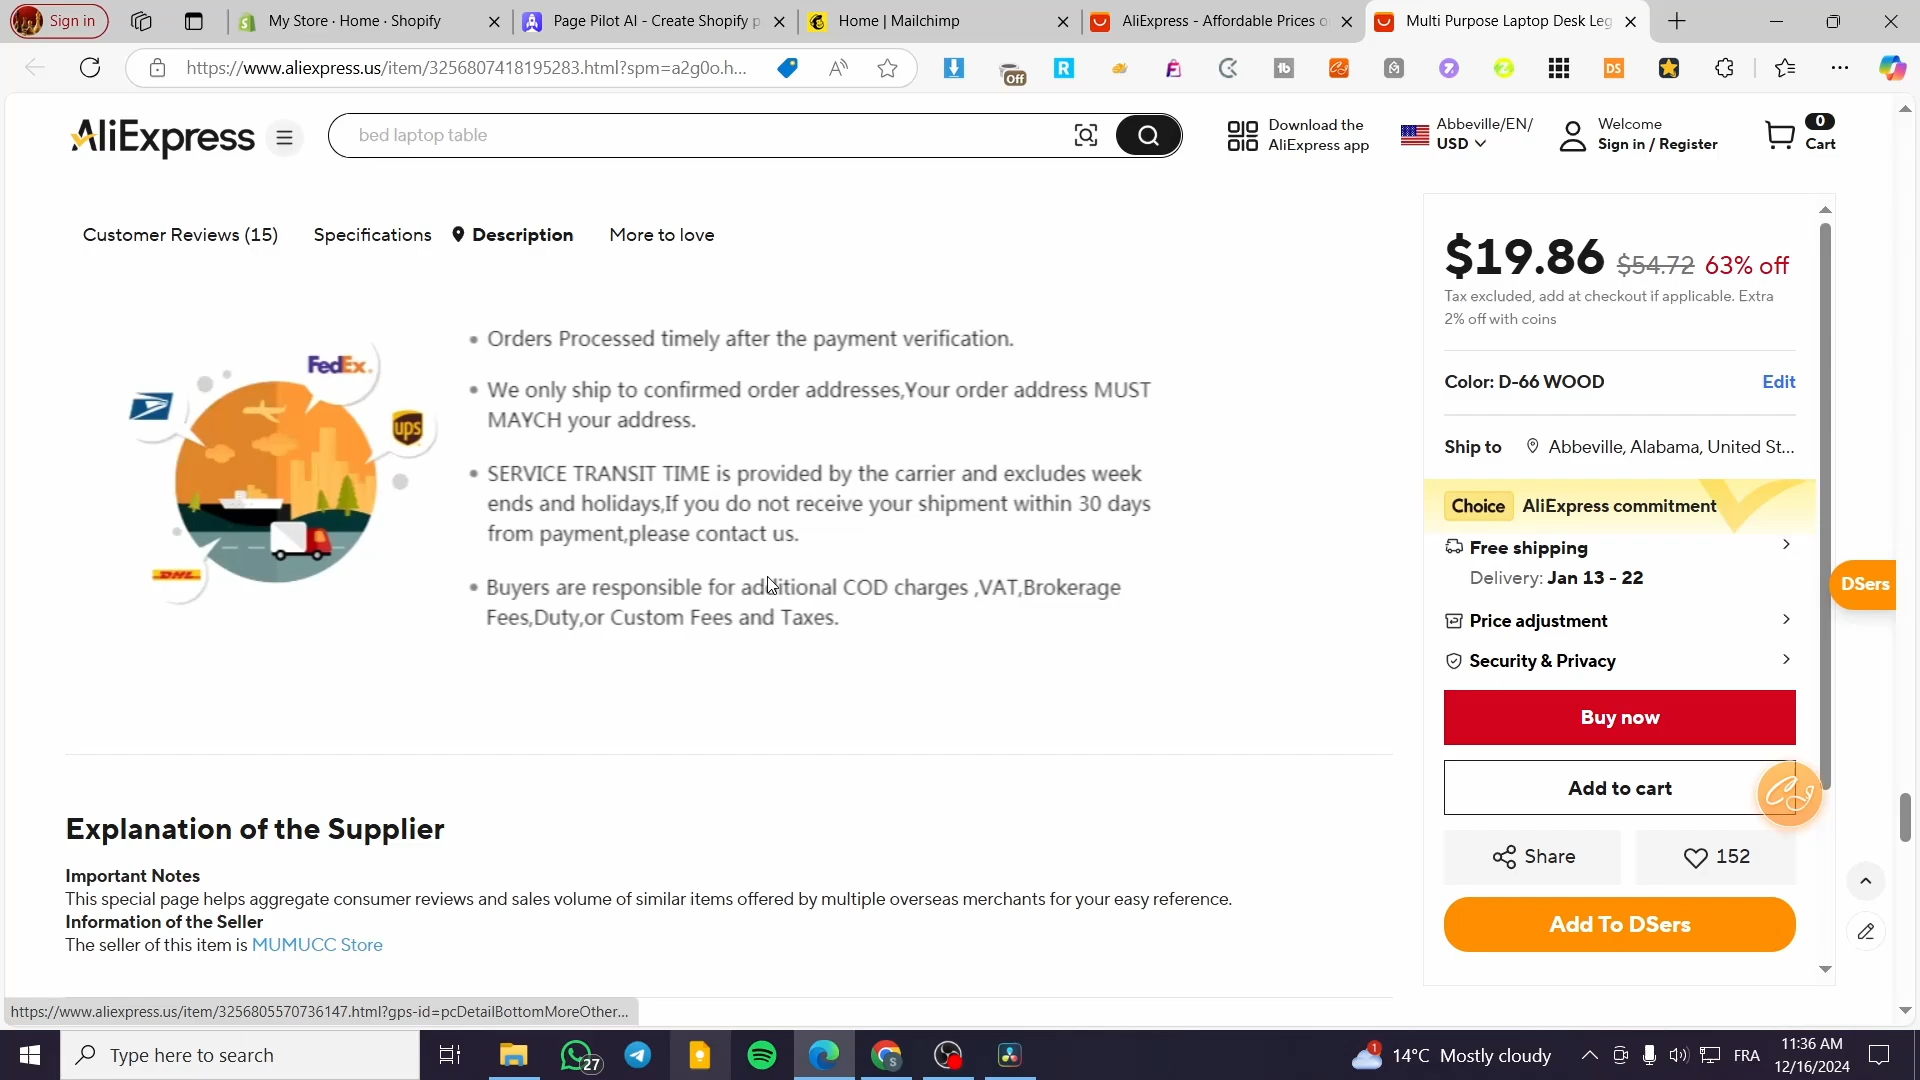 Sign in
My Store · Home · Shopify
Page Pilot AI - Create Shopify p
Home | Mailchimp
AliExpress - Affordable Prices o
Multi Purpose Laptop Desk Leg
https://www.aliexpress.us/item/3256807418195283.html?spm=a2g0o.h...
Off
DS
AliExpress
bed laptop table
Download the
AliExpress app
Abbeville/EN/
USD
Welcome
Sign in / Register
0
Cart
Customer Reviews (15)
Specifications
Description
More to love
FedEx.
ups
DHL
• Orders Processed timely after the payment verification.
• We only ship to confirmed order addresses,Your order address MUST
MAYCH your address.
• SERVICE TRANSIT TIME is provided by the carrier and excludes week
ends and holidays,If you do not receive your shipment within 30 days
from payment,please contact us.
• Buyers are responsible for additional COD charges ,VAT,Brokerage
Fees,Duty,or Custom Fees and Taxes.
Explanation of the Supplier
Important Notes
This special page helps aggregate consumer reviews and sales volume of similar items offered by multiple overseas merchants for your easy reference.
Information of the Seller
The seller of this item is MUMUCC Store
$19.86 $54.72 63% off
Tax excluded, add at checkout if applicable. Extra
2% off with coins
Color: D-66 WOOD
Edit
Ship to
Abbeville, Alabama, United St...
Choice AliExpress commitment
Free shipping
Delivery: Jan 13 - 22
Price adjustment
Security & Privacy
Buy now
Add to cart
Share
152
Add To DSers
DSers
https://www.aliexpress.us/item/3256805570736147.html?gps-id=pcDetailBottomMoreOther...
Type here to search
27
1
14°C Mostly cloudy
FRA
11:36 AM
12/16/2024